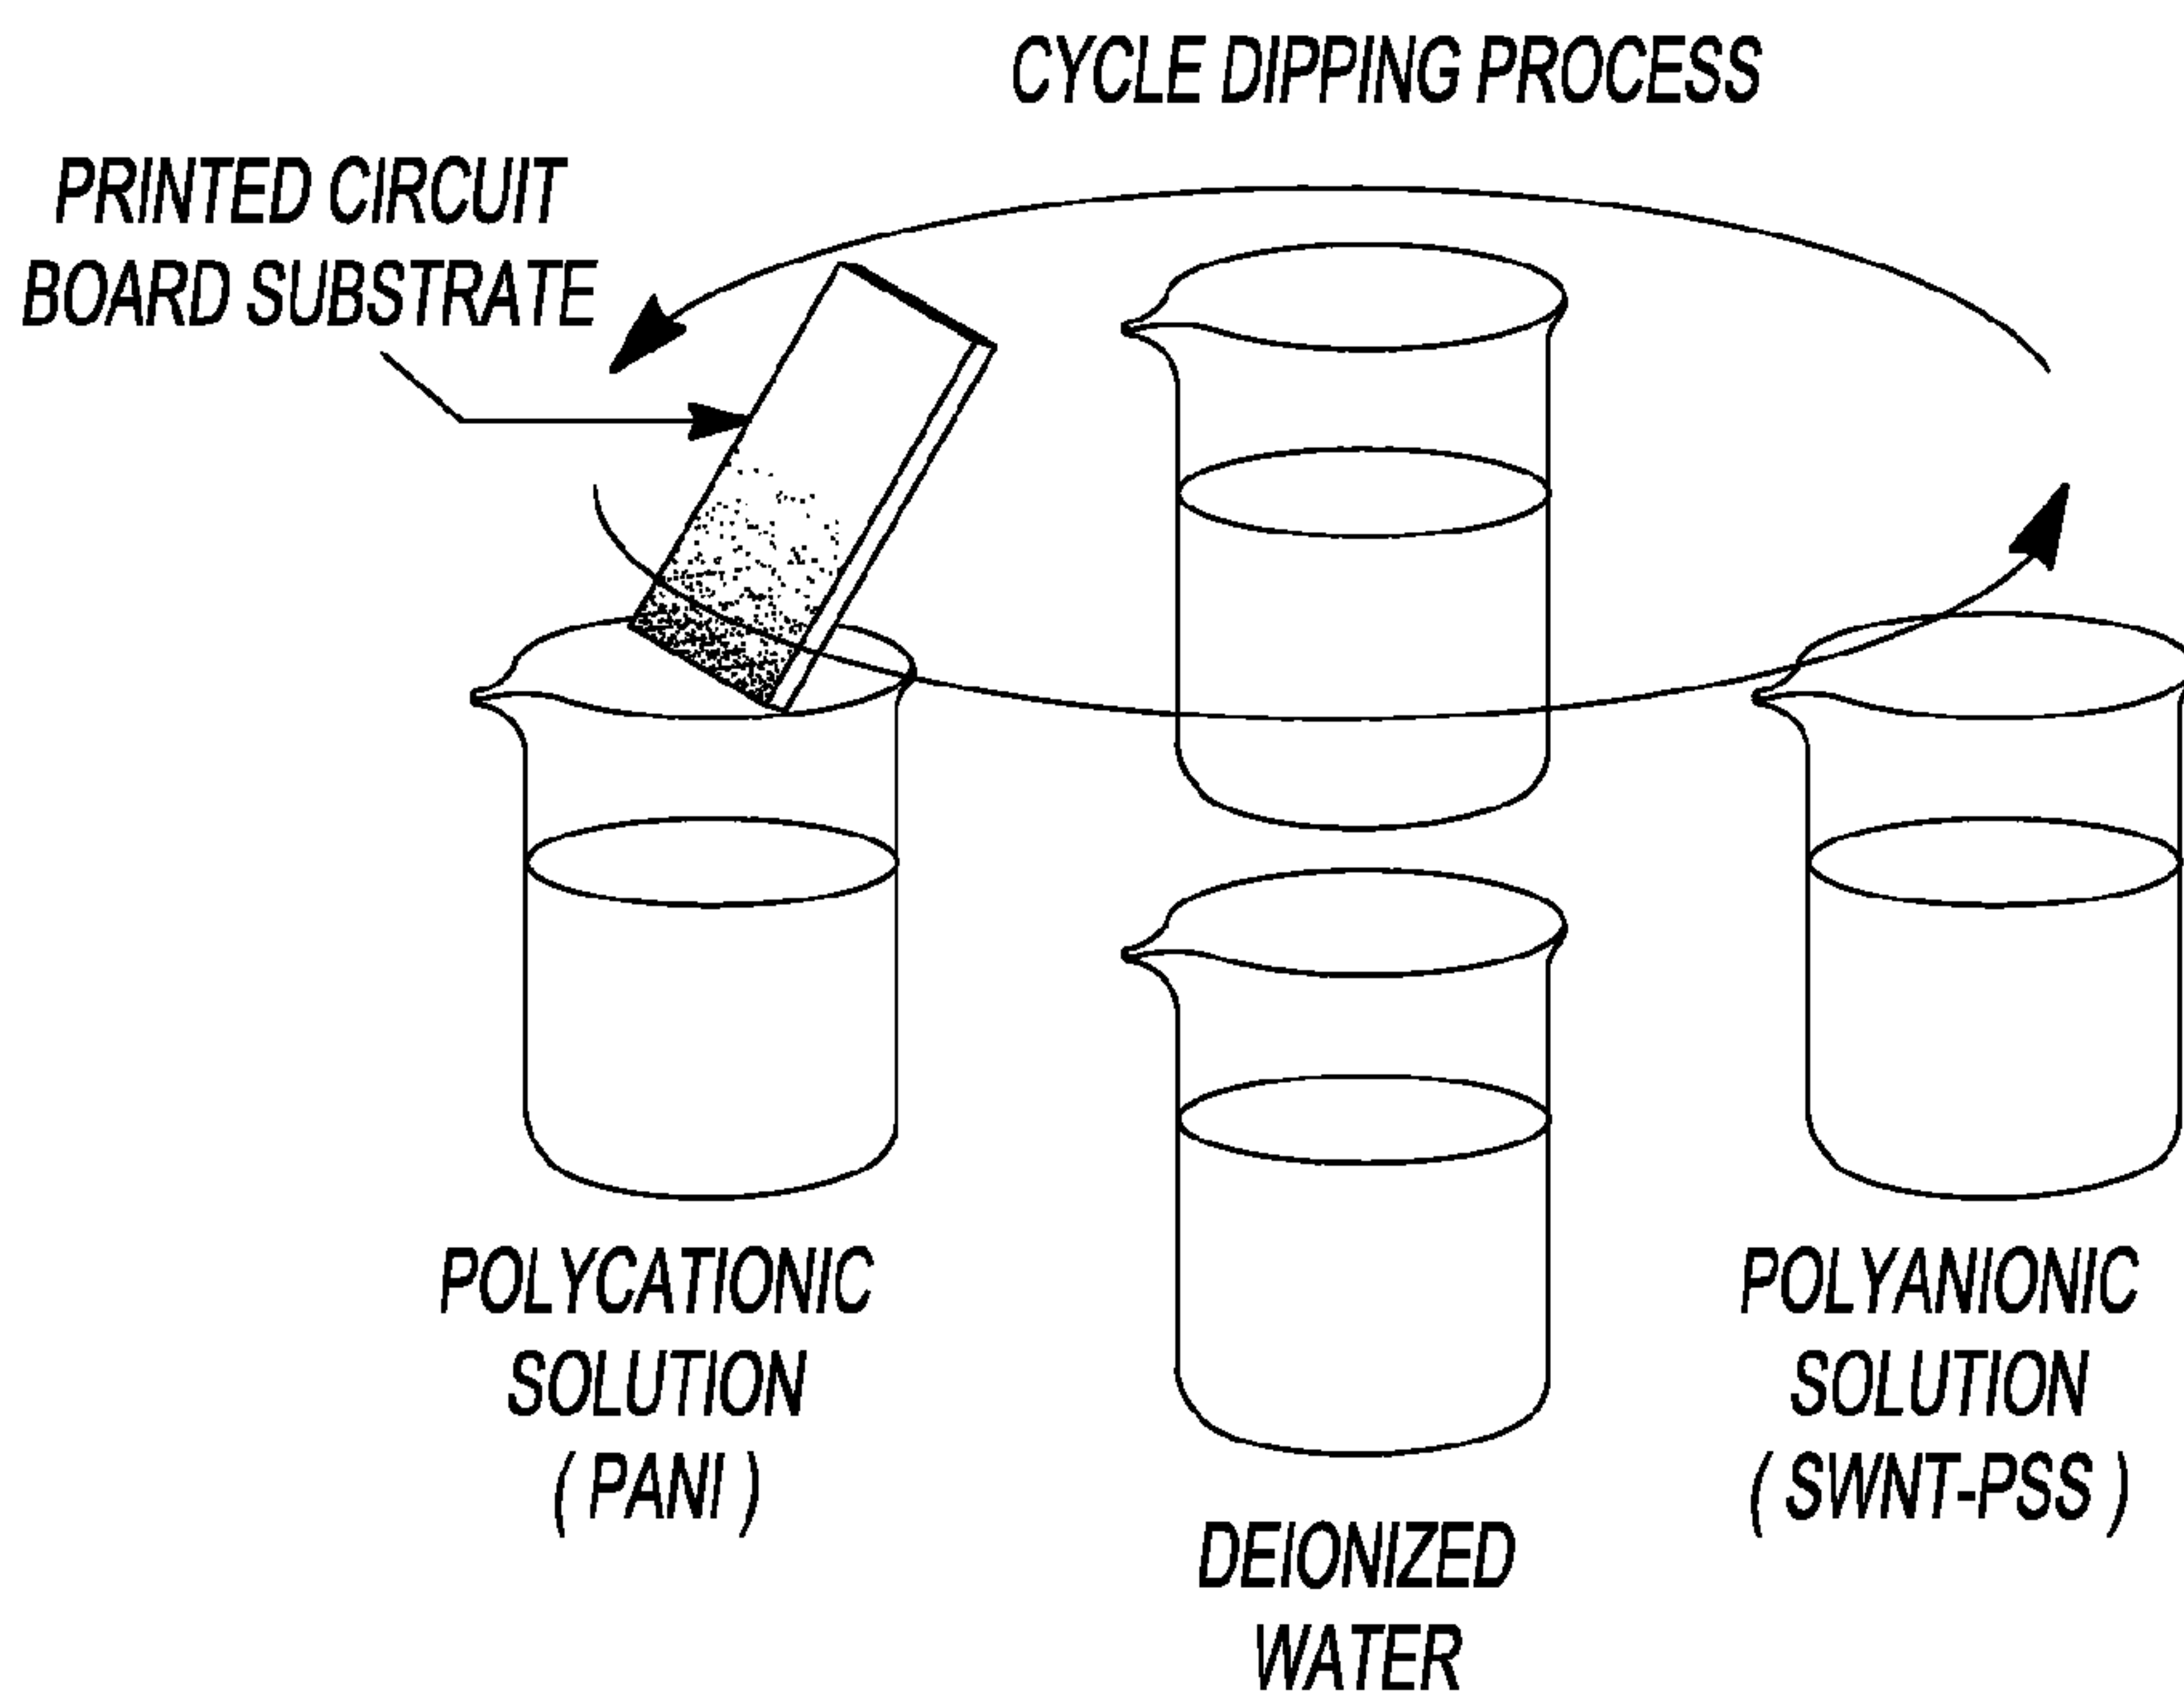 CYCLE DIPPING PROCESS
PRINTED CIRCUIT
BOARD SUBSTRATE
POLYCATIONIC
SOLUTION
( PANI )
DEIONIZED
WATER
POLYANIONIC
SOLUTION
( SWNT-PSS )